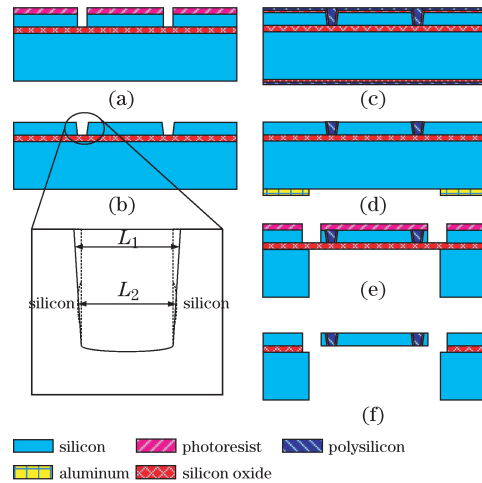 (a)
(c)
(b)
(d)
L1
silicon L2 silicon
(e)
(f)
silicon photoresist polysilicon
aluminum silicon oxide